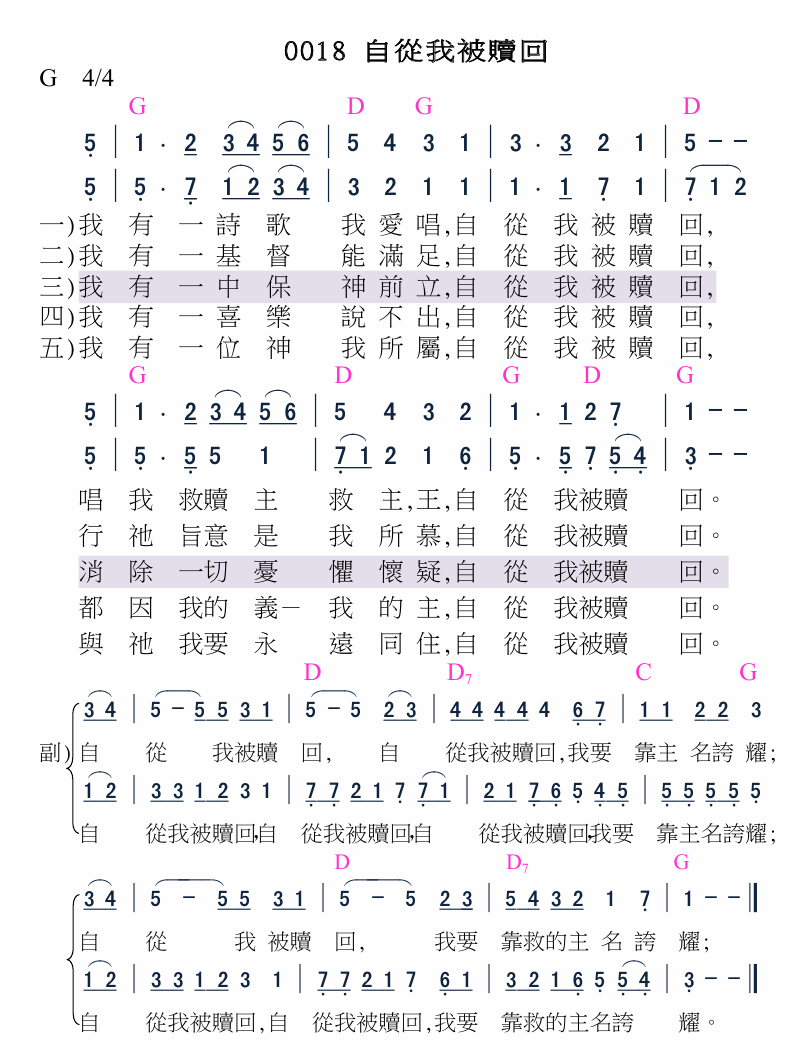 0018 自從我被贖回
G 4/4
G D G D
5 | 1 · 2 3 4 5 6 | 5 4 3 1 | 3 · 3 2 1 | 5 - -
5 | 5 · 7 1 2 3 4 | 3 2 1 1 | 1 · 1 7 1 | 7 1 2
一)我 有 一 詩 歌 我 愛 唱,自 從 我 被 贖 回,
二)我 有 一 基 督 能 滿 足,自 從 我 被 贖 回,
三)我 有 一 中 保 神 前 立,自 從 我 被 贖 回,
四)我 有 一 喜 樂 說 不 出,自 從 我 被 贖 回,
五)我 有 一 位 神 我 所 屬,自 從 我 被 贖 回,
G D G D G
5 | 1 · 2 3 4 5 6 | 5 4 3 2 | 1 · 1 2 7 | 1 - -
5 | 5 · 5 5 1 | 7 1 2 1 6 | 5 · 5 7 5 4 | 3 - -
唱 我 救贖 主 救 主,王,自 從 我被贖 回。
行 祂 旨意 是 我 所 慕,自 從 我被贖 回。
消 除 一切 憂 懼 懷 疑,自 從 我被贖 回。
都 因 我的 義－ 我 的 主,自 從 我被贖 回。
與 祂 我要 永 遠 同 住,自 從 我被贖 回。
D D7 C G
3 4 | 5 - 5 5 3 1 | 5 - 5 2 3 | 4 4 4 4 4 6 7 | 1 1 2 2 3
副)自 從 我被贖 回, 自 從我被贖回,我要 靠主 名誇 耀;
1 2 | 3 3 1 2 3 1 | 7 7 2 1 7 7 1 | 2 1 7 6 5 4 5 | 5 5 5 5 5
自 從我被贖回,自 從我被贖回,自 從我被贖回,我要 靠主名誇耀;
D D7 G
3 4 | 5 - 5 5 3 1 | 5 - 5 2 3 | 5 4 3 2 1 7 | 1 - - ‖
自 從 我 被贖 回, 我要 靠救的主 名 誇 耀;
1 2 | 3 3 1 2 3 1 | 7 7 2 1 7 6 1 | 3 2 1 6 5 5 4 | 3 - - ‖
自 從我被贖回,自 從我被贖回,我要 靠救的主名誇 耀。